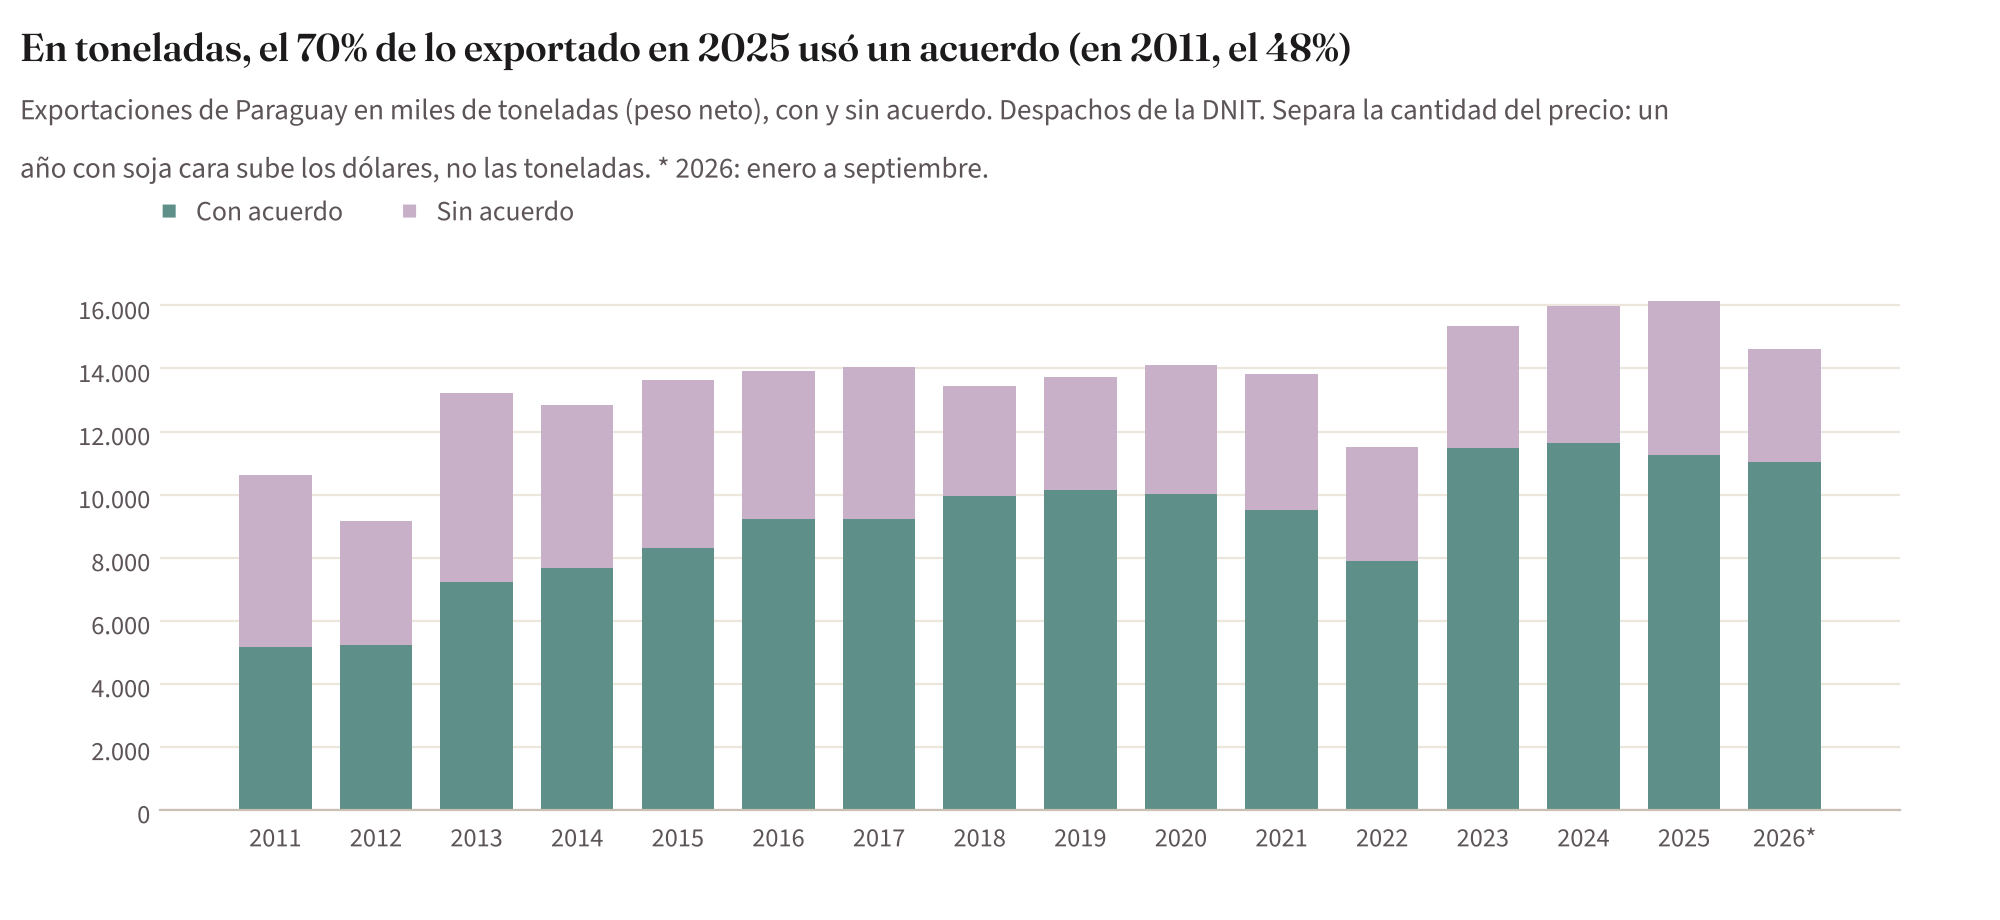 En toneladas, el 70% de lo exportado en 2025 usó un acuerdo (en 2011, el 48%)
Exportaciones de Paraguay en miles de toneladas (peso neto), con y sin acuerdo. Despachos de la DNIT. Separa la cantidad del precio: un
año con soja cara sube los dólares, no las toneladas. * 2026: enero a septiembre.
Con acuerdo Sin acuerdo
16.000
14.000
12.000
10.000
8.000
6.000
4.000
2.000
0
2011 2012 2013 2014 2015 2016 2017 2018 2019 2020 2021 2022 2023 2024 2025 2026*